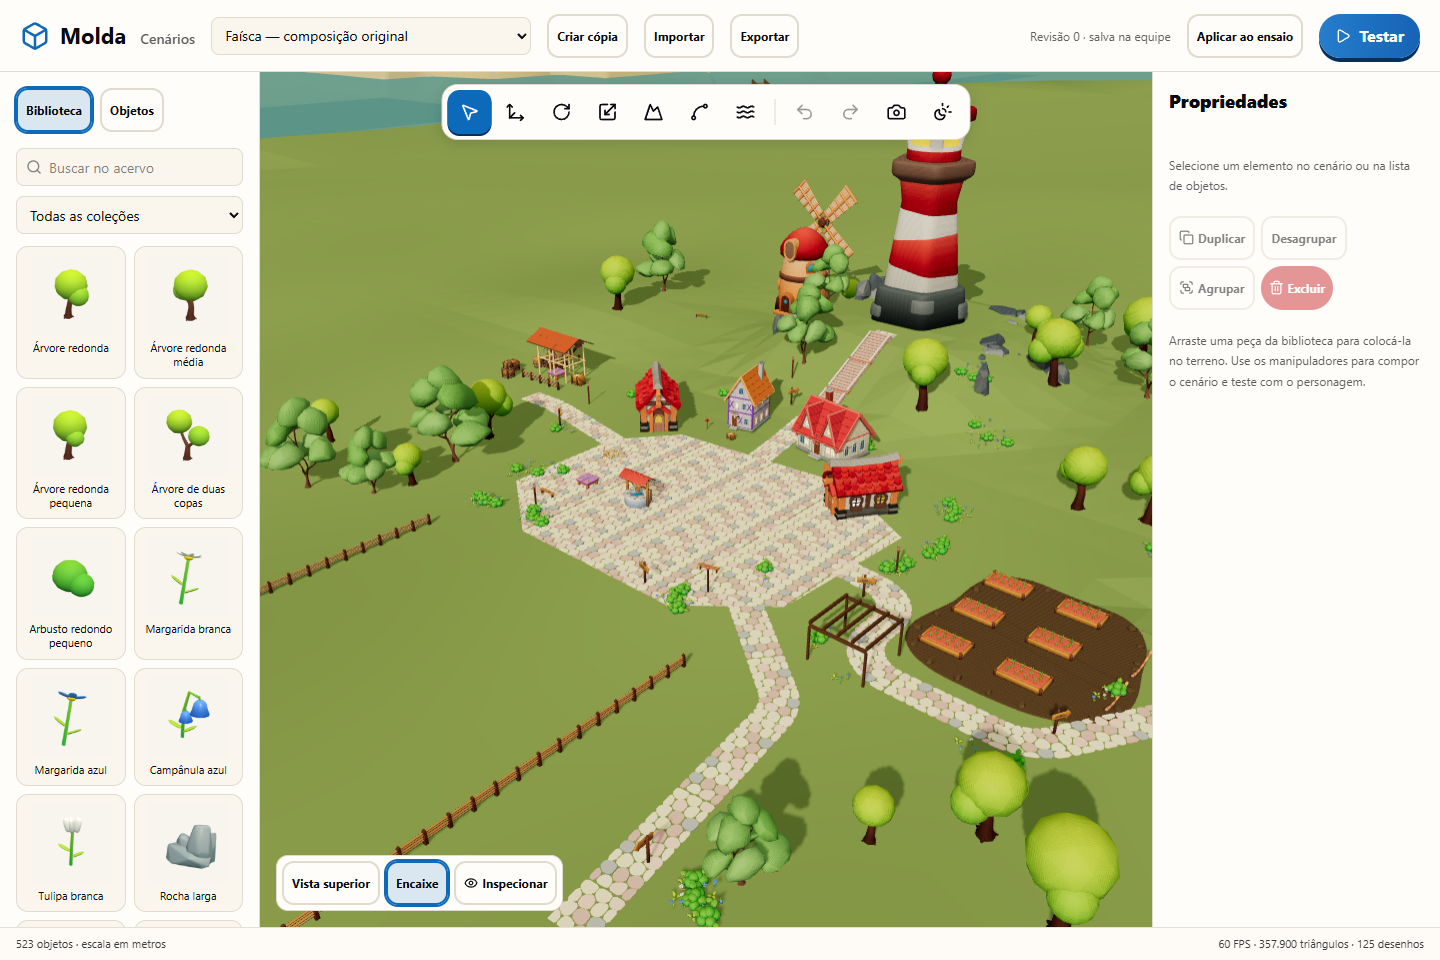 Molda
Cenários
Faísca — composição original
Criar cópia
Importar
Exportar
Revisão 0 · salva na equipe
Aplicar ao ensaio
Testar
Biblioteca
Objetos
Buscar no acervo
Todas as coleções
Árvore redonda
Árvore redonda
média
Árvore redonda
pequena
Árvore de duas
copas
Arbusto redondo
pequeno
Margarida branca
Margarida azul
Campânula azul
Tulipa branca
Rocha larga
Vista superior
Encaixe
Inspecionar
Propriedades
Selecione um elemento no cenário ou na lista
de objetos.
Duplicar
Desagrupar
Agrupar
Excluir
Arraste uma peça da biblioteca para colocá-la
no terreno. Use os manipuladores para compor
o cenário e teste com o personagem.
523 objetos · escala em metros
60 FPS · 357.900 triângulos · 125 desenhos